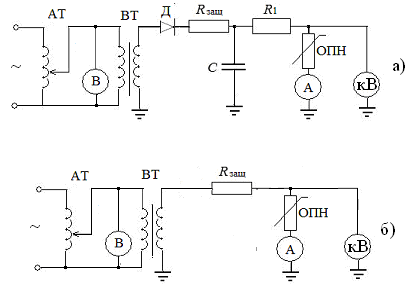 АТ ВТ Д Rзащ R1
~ В С ОПН А кВ а)
АТ ВТ Rзащ
~ В ОПН А кВ б)